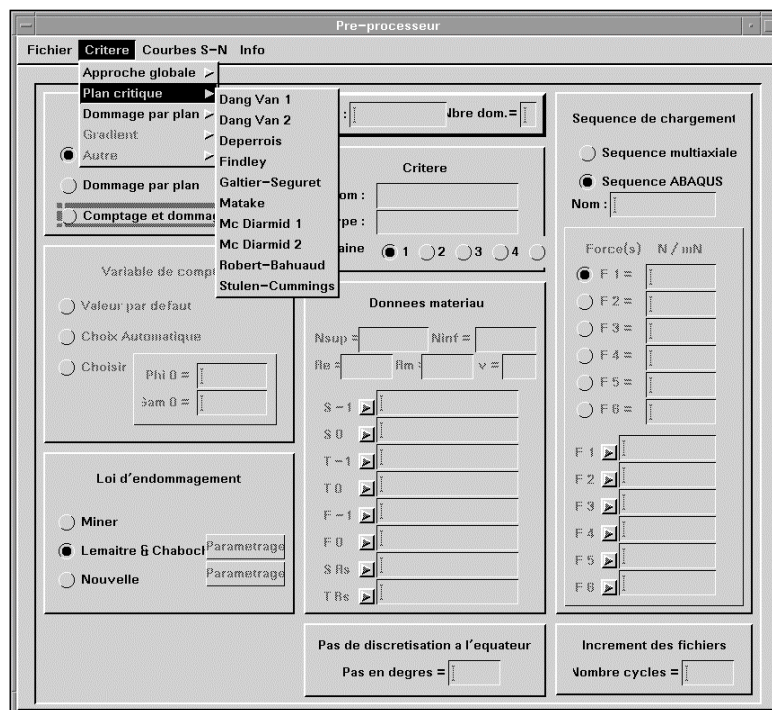 Pre-processeur
Fichier Critere Courbes S-N Info
Approche globale
Plan critique
Dommage par plan
Gradient
Autre
Dang Van 1
Dang Van 2
Deperrois
Findley
Galtier-Seguret
Matake
Mc Diarmid 1
Mc Diarmid 2
Robert-Bahuaud
Stulen-Cummings
: Nbre dom.=
Dommage par plan
Comptage et dommag
Variable de comp
Valeur par defaut
Choix Automatique
Choisir
Phi 0 =
Gam 0 =
Loi d'endommagement
Miner
Lemaitre & Chaboch Parametrage
Nouvelle Parametrage
Critere
om :
ype :
aine 1 2 3 4
Donnees materiau
Nsup = Ninf =
Re = Rm = v =
S -1
S 0
T -1
T 0
F -1
F 0
S Rs
T Rs
Pas de discretisation a l'equateur
Pas en degres =
Sequence de chargement
Sequence multiaxiale
Sequence ABAQUS
Nom :
Force(s) N / mN
F 1 =
F 2 =
F 3 =
F 4 =
F 5 =
F 6 =
F 1
F 2
F 3
F 4
F 5
F 6
Increment des fichiers
Nombre cycles =